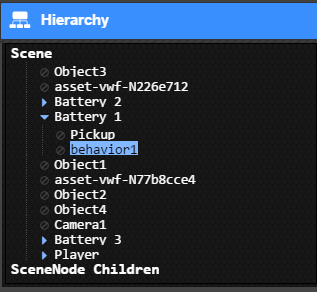 Hierarchy
Scene
Object3
asset-vwf-N226e712
Battery 2
Battery 1
Pickup
behavior1
Object1
asset-vwf-N77b8cce4
Object2
Object4
Camera1
Battery 3
Player
SceneNode Children